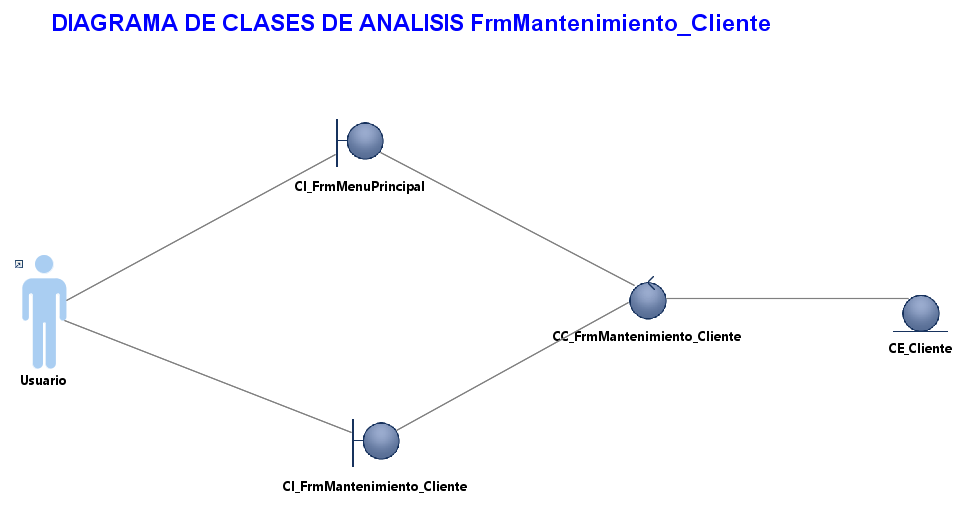 DIAGRAMA DE CLASES DE ANALISIS FrmMantenimiento_Cliente
CI_FrmMenuPrincipal
CC_FrmMantenimiento_Cliente
CE_Cliente
Usuario
CI_FrmMantenimiento_Cliente